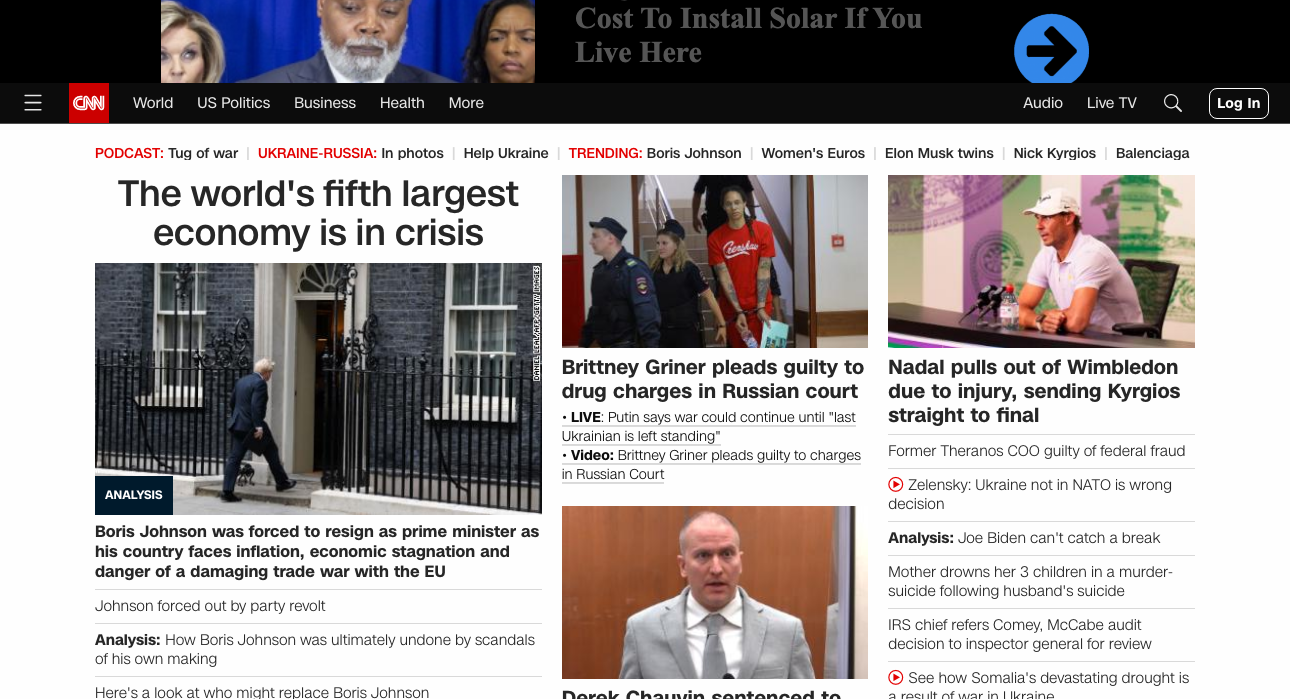 Cost To Install Solar If You
Live Here
CNN
World
US Politics
Business
Health
More
Audio
Live TV
Log In
PODCAST: Tug of war
UKRAINE-RUSSIA: In photos
Help Ukraine
TRENDING: Boris Johnson
Women's Euros
Elon Musk twins
Nick Kyrgios
Balenciaga
The world's fifth largest
economy is in crisis
DANIEL LEAL/AFP/GETTY IMAGES
ANALYSIS
Boris Johnson was forced to resign as prime minister as
his country faces inflation, economic stagnation and
danger of a damaging trade war with the EU
Johnson forced out by party revolt
Analysis: How Boris Johnson was ultimately undone by scandals
of his own making
Here's a look at who might replace Boris Johnson
Brittney Griner pleads guilty to
drug charges in Russian court
• LIVE: Putin says war could continue until "last
Ukrainian is left standing"
• Video: Brittney Griner pleads guilty to charges
in Russian Court
Derek Chauvin sentenced to
Nadal pulls out of Wimbledon
due to injury, sending Kyrgios
straight to final
Former Theranos COO guilty of federal fraud
Zelensky: Ukraine not in NATO is wrong
decision
Analysis: Joe Biden can't catch a break
Mother drowns her 3 children in a murder-
suicide following husband's suicide
IRS chief refers Comey, McCabe audit
decision to inspector general for review
See how Somalia's devastating drought is
a result of war in Ukraine